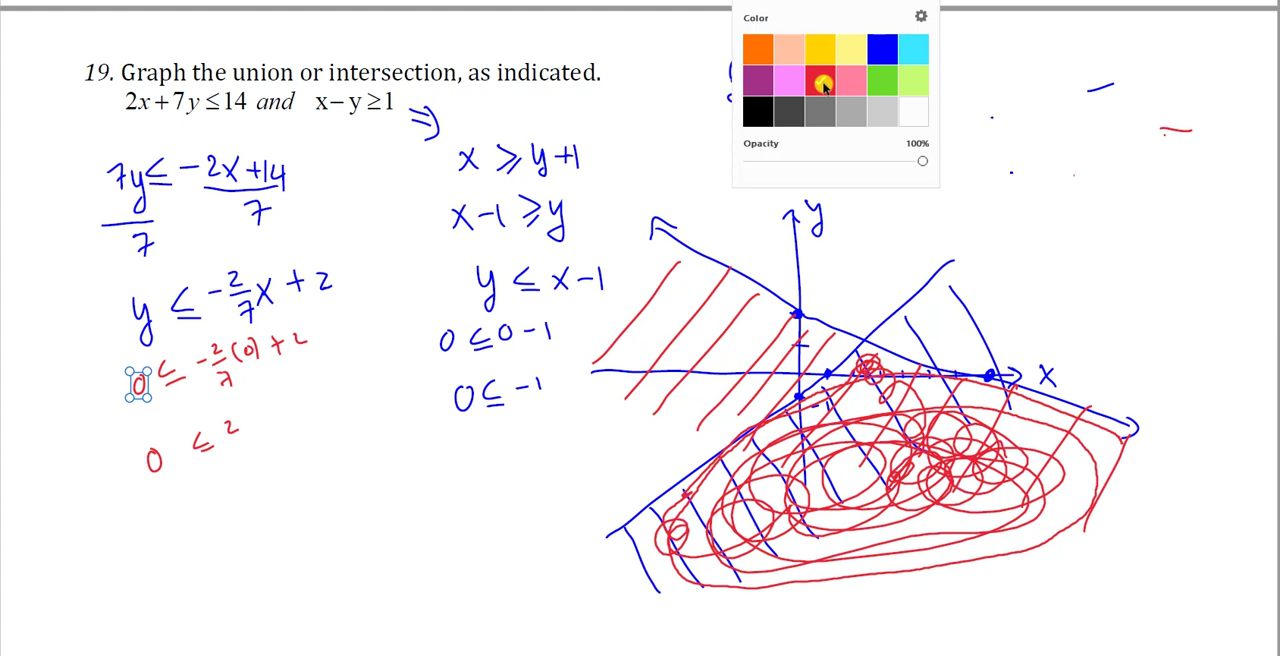 19. Graph the union or intersection, as indicated.
2x+7y≤14 and x−y≥1 ⇒
7y ≤ −2x+14
7 7
y ≤ −2/7x+2
0 ≤ −2/7(0)+2
0 ≤ 2
x ≥ y+1
x−1 ≥ y
y ≤ x−1
0 ≤ 0−1
0 ≤ −1
Color
Opacity 100%
y
x